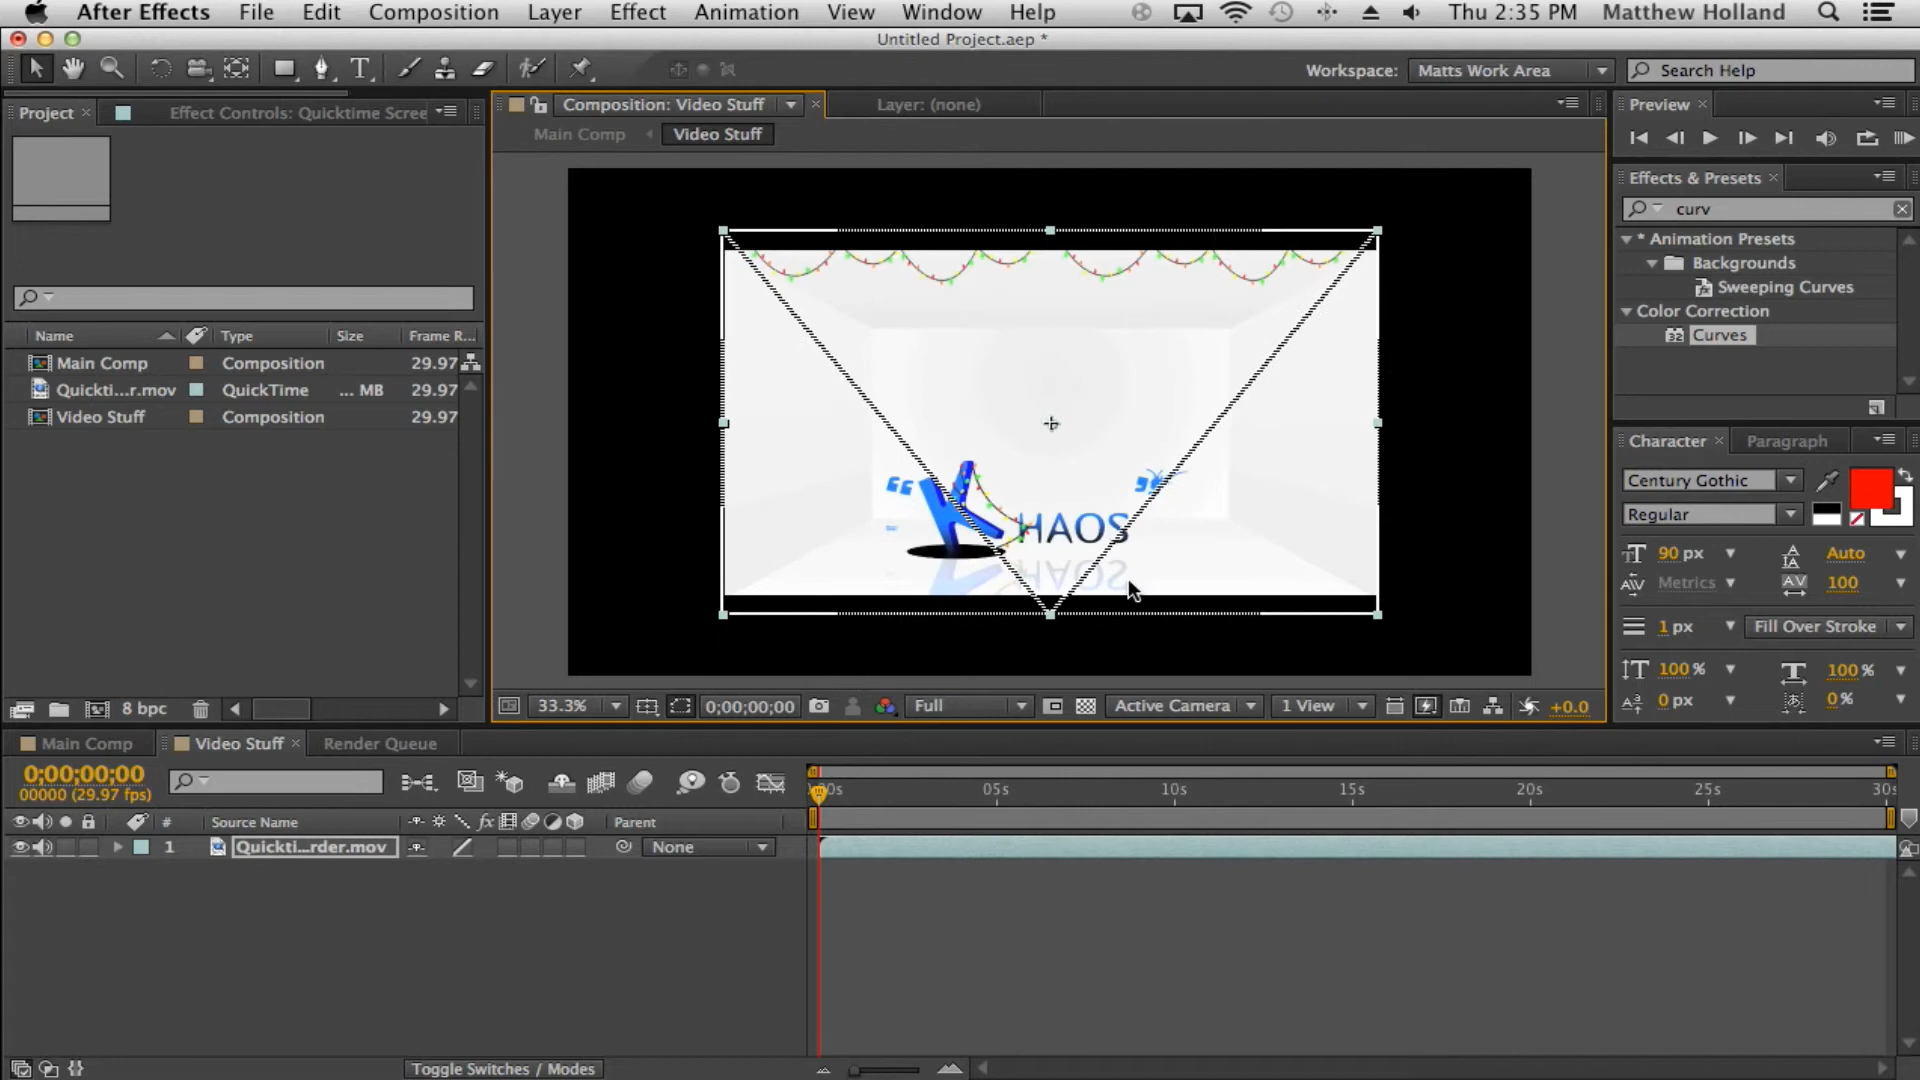 After Effects File Edit Composition Layer Effect Animation View Window Help Thu 2:35 PM Matthew Holland
Untitled Project.aep *
T Workspace: Matts Work Area Search Help
Project × Effect Controls: Quicktime Scree
Composition: Video Stuff × Layer: (none)
Main Comp Video Stuff
Preview ×
Effects & Presets ×
curv
* Animation Presets
Backgrounds
Sweeping Curves
Color Correction
32 Curves
Name Type Size Frame R...
Main Comp Composition 29.97
Quickti...r.mov QuickTime ... MB 29.97
Video Stuff Composition 29.97
“ K HAOS ”
Character × Paragraph
Century Gothic
Regular
90 px Auto
Metrics 100
1 px Fill Over Stroke
100 % 100 %
0 px 0 %
8 bpc
33.3% 0;00;00;00 Full Active Camera 1 View +0.0
Main Comp Video Stuff × Render Queue
0;00;00;00
00000 (29.97 fps)
05s 10s 15s 20s 25s 30s
# Source Name fx Parent
1 Quickti...rder.mov None
Toggle Switches / Modes